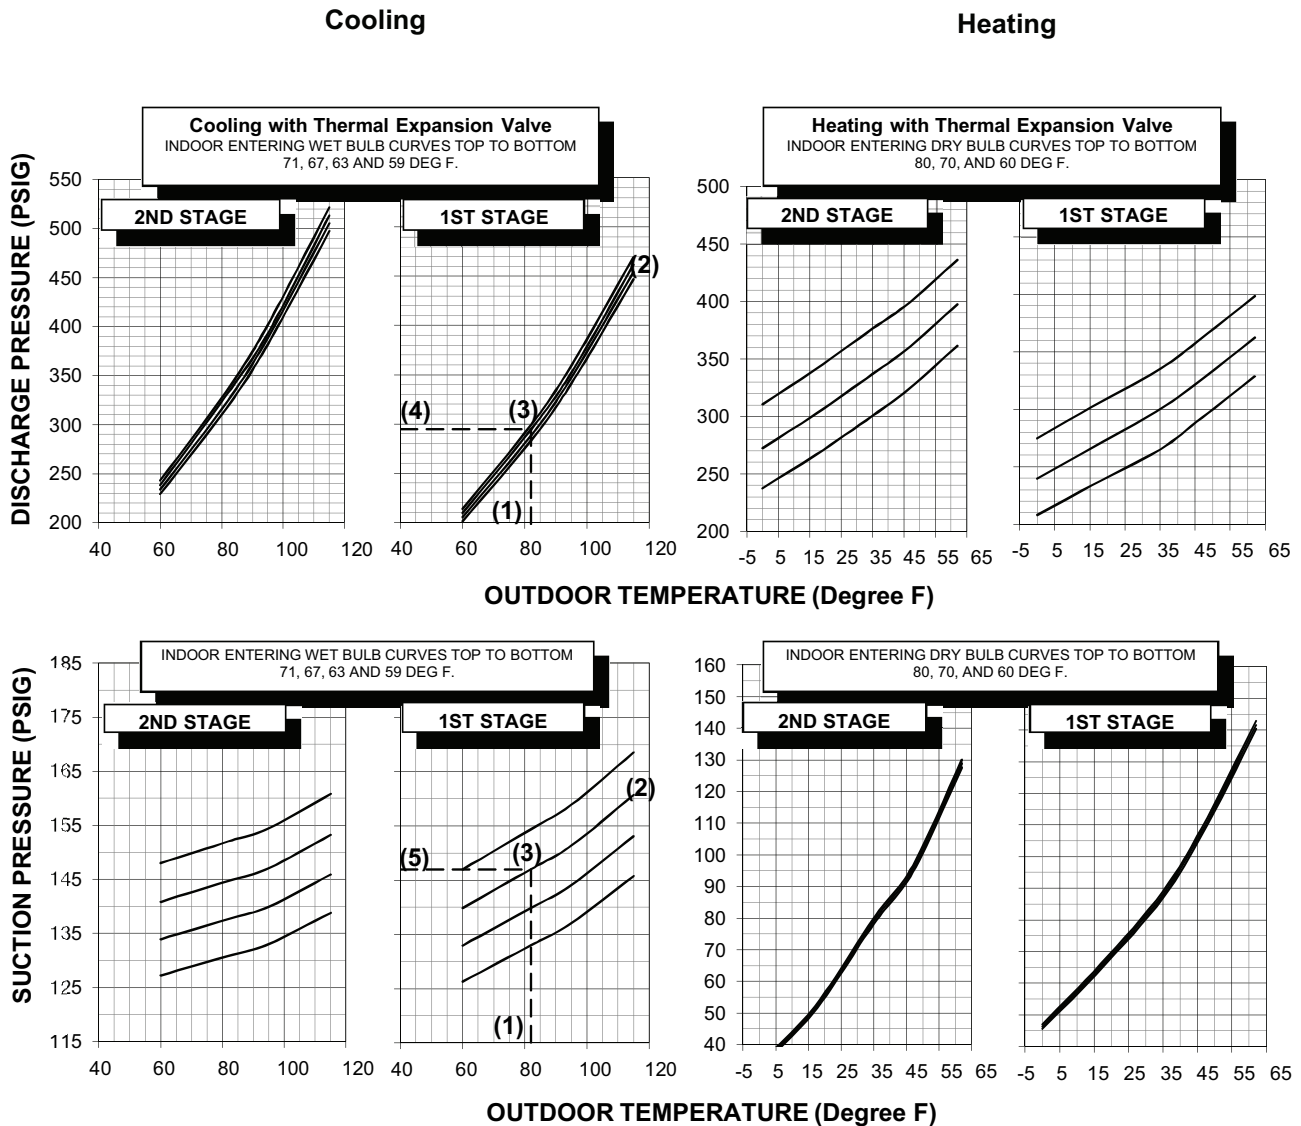 Cooling
Heating
Cooling with Thermal Expansion Valve
INDOOR ENTERING WET BULB CURVES TOP TO BOTTOM
71, 67, 63 AND 59 DEG F.
Heating with Thermal Expansion Valve
INDOOR ENTERING DRY BULB CURVES TOP TO BOTTOM
80, 70, AND 60 DEG F.
DISCHARGE PRESSURE (PSIG)
550
500
450
400
350
300
250
200
2ND STAGE
40 60 80 100 120
1ST STAGE
(2)
(3)
(4)
(1)
40 60 80 100 120
500
450
400
350
300
250
200
2ND STAGE
-5 5 15 25 35 45 55 65
1ST STAGE
-5 5 15 25 35 45 55 65
OUTDOOR TEMPERATURE (Degree F)
INDOOR ENTERING WET BULB CURVES TOP TO BOTTOM
71, 67, 63 AND 59 DEG F.
INDOOR ENTERING DRY BULB CURVES TOP TO BOTTOM
80, 70, AND 60 DEG F.
SUCTION PRESSURE (PSIG)
185
175
165
155
145
135
125
115
2ND STAGE
40 60 80 100 120
1ST STAGE
(2)
(3)
(5)
(1)
40 60 80 100 120
160
150
140
130
120
110
100
90
80
70
60
50
40
2ND STAGE
-5 5 15 25 35 45 55 65
1ST STAGE
-5 5 15 25 35 45 55 65
OUTDOOR TEMPERATURE (Degree F)